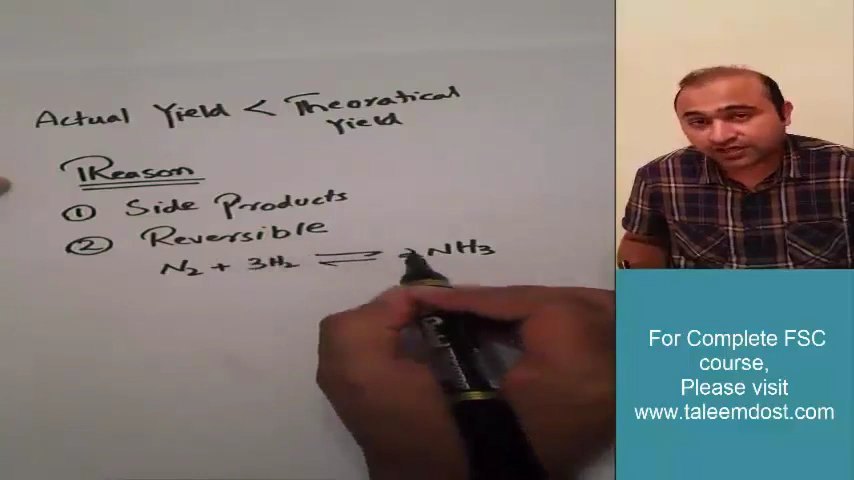 Actual Yield < Theoratical
Yield
Reason
① Side Products
② Reversible
N₂ + 3H₂ ⇌ 2NH₃
For Complete FSC
course,
Please visit
www.taleemdost.com